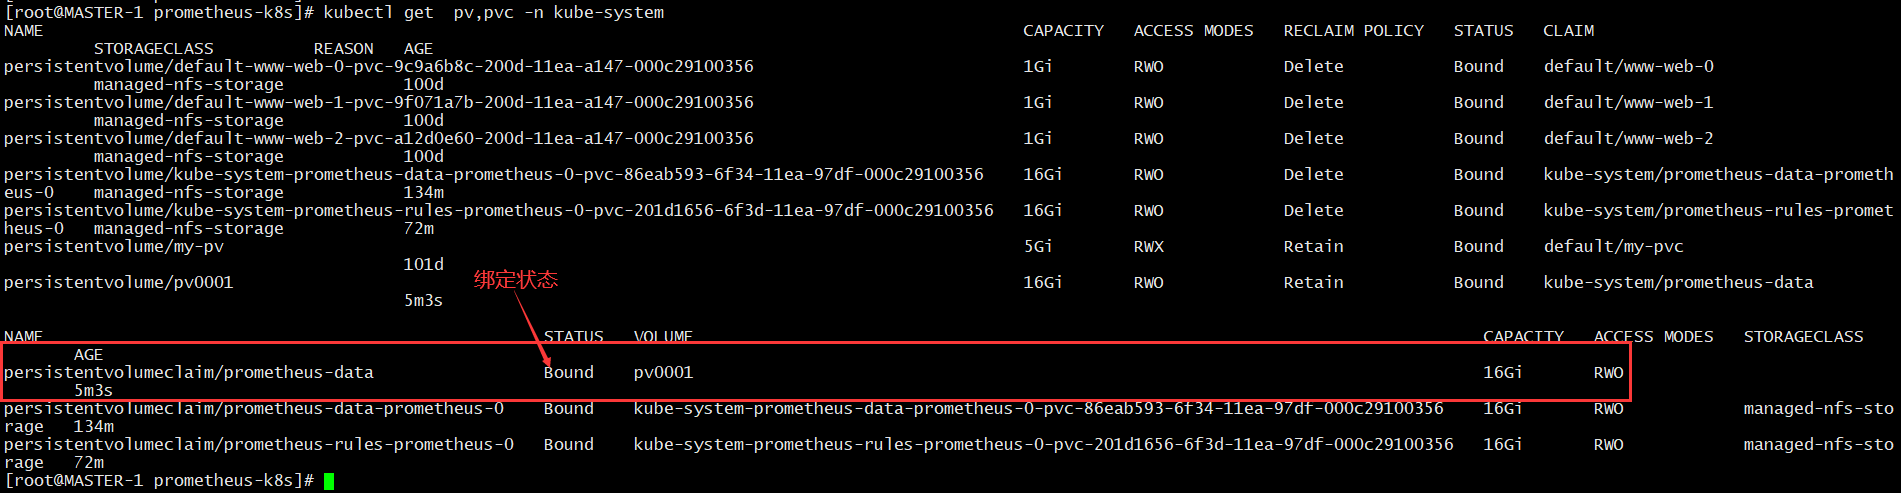 [root@MASTER-1 prometheus-k8s]# kubectl get  pv,pvc -n kube-system
NAME CAPACITY ACCESS MODES RECLAIM POLICY STATUS CLAIM
STORAGECLASS REASON AGE
persistentvolume/default-www-web-0-pvc-9c9a6b8c-200d-11ea-a147-000c29100356 1Gi RWO Delete Bound default/www-web-0
managed-nfs-storage 100d
persistentvolume/default-www-web-1-pvc-9f071a7b-200d-11ea-a147-000c29100356 1Gi RWO Delete Bound default/www-web-1
managed-nfs-storage 100d
persistentvolume/default-www-web-2-pvc-a12d0e60-200d-11ea-a147-000c29100356 1Gi RWO Delete Bound default/www-web-2
managed-nfs-storage 100d
persistentvolume/kube-system-prometheus-data-prometheus-0-pvc-86eab593-6f34-11ea-97df-000c29100356 16Gi RWO Delete Bound kube-system/prometheus-data-prometh
eus-0 managed-nfs-storage 134m
persistentvolume/kube-system-prometheus-rules-prometheus-0-pvc-201d1656-6f3d-11ea-97df-000c29100356 16Gi RWO Delete Bound kube-system/prometheus-rules-promet
heus-0 managed-nfs-storage 72m
persistentvolume/my-pv 5Gi RWX Retain Bound default/my-pvc
101d
persistentvolume/pv0001 16Gi RWO Retain Bound kube-system/prometheus-data
绑定状态
5m3s
NAME STATUS VOLUME CAPACITY ACCESS MODES STORAGECLASS
AGE
persistentvolumeclaim/prometheus-data Bound pv0001 16Gi RWO
5m3s
persistentvolumeclaim/prometheus-data-prometheus-0 Bound kube-system-prometheus-data-prometheus-0-pvc-86eab593-6f34-11ea-97df-000c29100356 16Gi RWO managed-nfs-sto
rage 134m
persistentvolumeclaim/prometheus-rules-prometheus-0 Bound kube-system-prometheus-rules-prometheus-0-pvc-201d1656-6f3d-11ea-97df-000c29100356 16Gi RWO managed-nfs-sto
rage 72m
[root@MASTER-1 prometheus-k8s]#